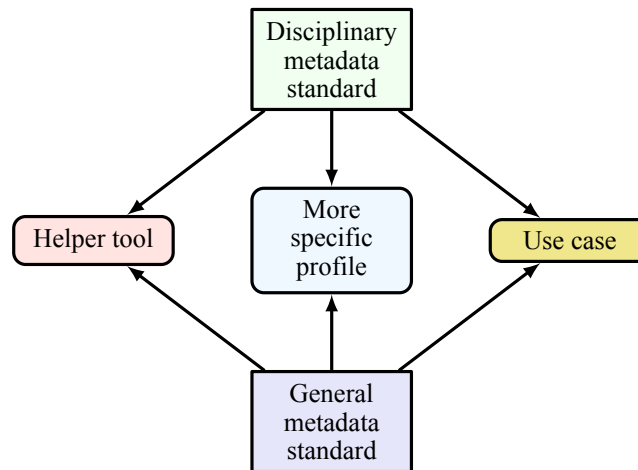 Disciplinary
metadata
standard
Helper tool
More
specific
profile
Use case
General
metadata
standard